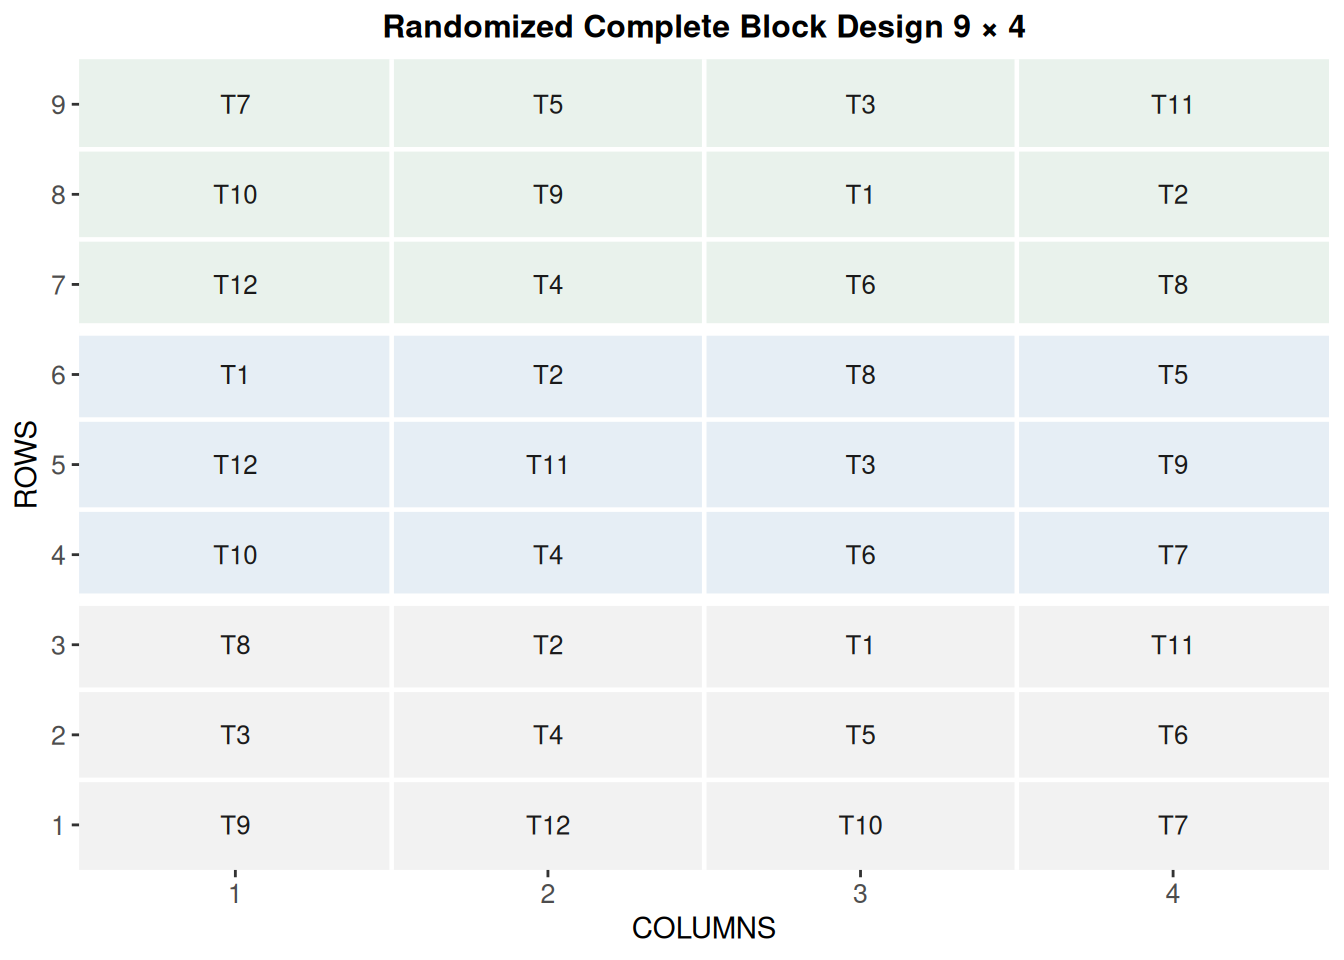 Randomized Complete Block Design 9 × 4
9 T7 T5 T3 T11
8 T10 T9 T1 T2
7 T12 T4 T6 T8
6 T1 T2 T8 T5
5 T12 T11 T3 T9
4 T10 T4 T6 T7
3 T8 T2 T1 T11
2 T3 T4 T5 T6
1 T9 T12 T10 T7
ROWS
1 2 3 4
COLUMNS